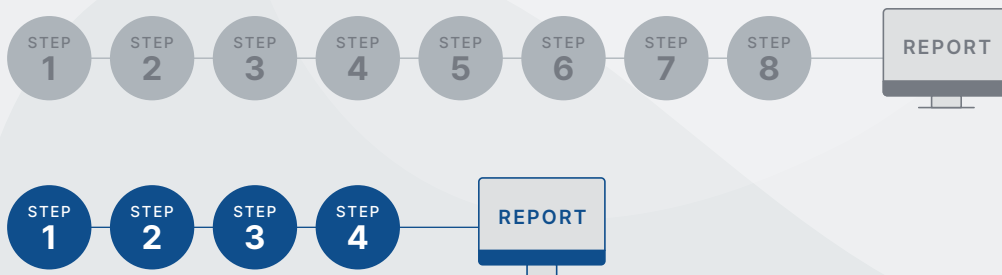 STEP STEP STEP STEP STEP STEP STEP STEP
1 2 3 4 5 6 7 8 REPORT
STEP STEP STEP STEP
1 2 3 4 REPORT